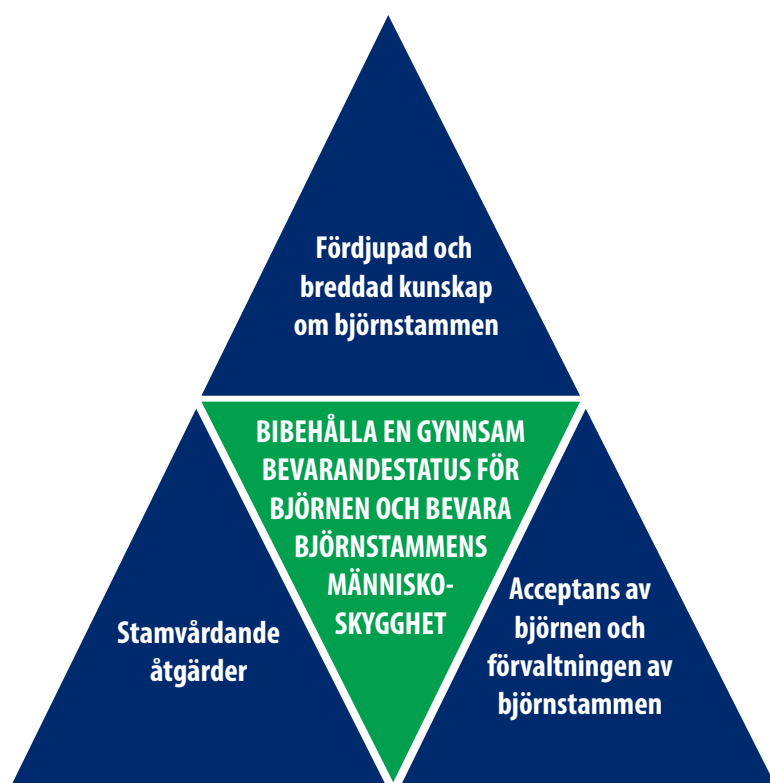 Fördjupad och
breddad kunskap
om björnstammen
BIBEHÅLLA EN GYNNSAM
BEVARANDESTATUS FÖR
BJÖRNEN OCH BEVARA
BJÖRNSTAMMENS
MÄNNISKO-
SKYGGHET
Stamvårdande
åtgärder
Acceptans av
björnen och
förvaltningen av
björnstammen